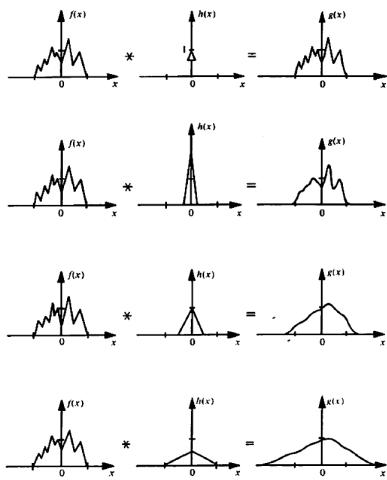 f(x) h(x) g(x)
1
* =
0 x 0 x 0 x
f(x) h(x) g(x)
* =
0 x 0 x 0 x
f(x) h(x) g(x)
* =
0 x 0 x 0 x
f(x) h(x) g(x)
* =
0 x 0 x 0 x